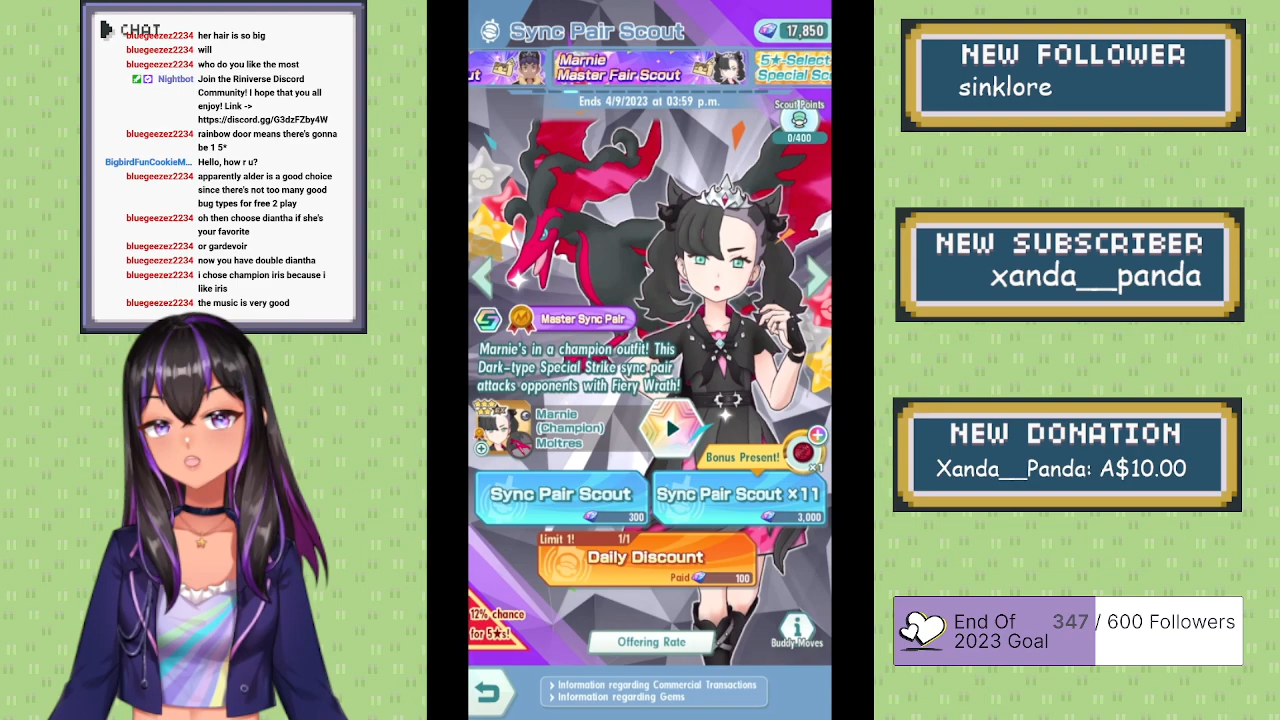 CHAT
bluegeezez2234 her hair is so big
bluegeezez2234 will
bluegeezez2234 who do you like the most
Nightbot Join the Riniverse Discord
Community! I hope that you all
enjoy! Link ->
https://discord.gg/G3dzFZby4W
bluegeezez2234 rainbow door means there's gonna
be 1 5*
BigbirdFunCookieM... Hello, how r u?
bluegeezez2234 apparently alder is a good choice
since there's not too many good
bug types for free 2 play
bluegeezez2234 oh then choose diantha if she's
your favorite
bluegeezez2234 or gardevoir
bluegeezez2234 now you have double diantha
bluegeezez2234 i chose champion iris because i
like iris
bluegeezez2234 the music is very good
Sync Pair Scout
17,850
ut
Marnie
Master Fair Scout
5★-Select
Special Sc
Ends 4/9/2023 at 03:59 p.m.
Scout Points
0/400
Master Sync Pair
Marnie's in a champion outfit! This
Dark-type Special Strike sync pair
attacks opponents with Fiery Wrath!
Marnie
(Champion)
Moltres
Bonus Present!
×1
Sync Pair Scout
300
Sync Pair Scout ×11
3,000
Limit 1! 1/1
Daily Discount
Paid 100
12% chance
for 5★s!
Offering Rate
Buddy Moves
> Information regarding Commercial Transactions
> Information regarding Gems
NEW FOLLOWER
sinklore
NEW SUBSCRIBER
xanda__panda
NEW DONATION
Xanda__Panda: A$10.00
End Of
2023 Goal
347 / 600 Followers